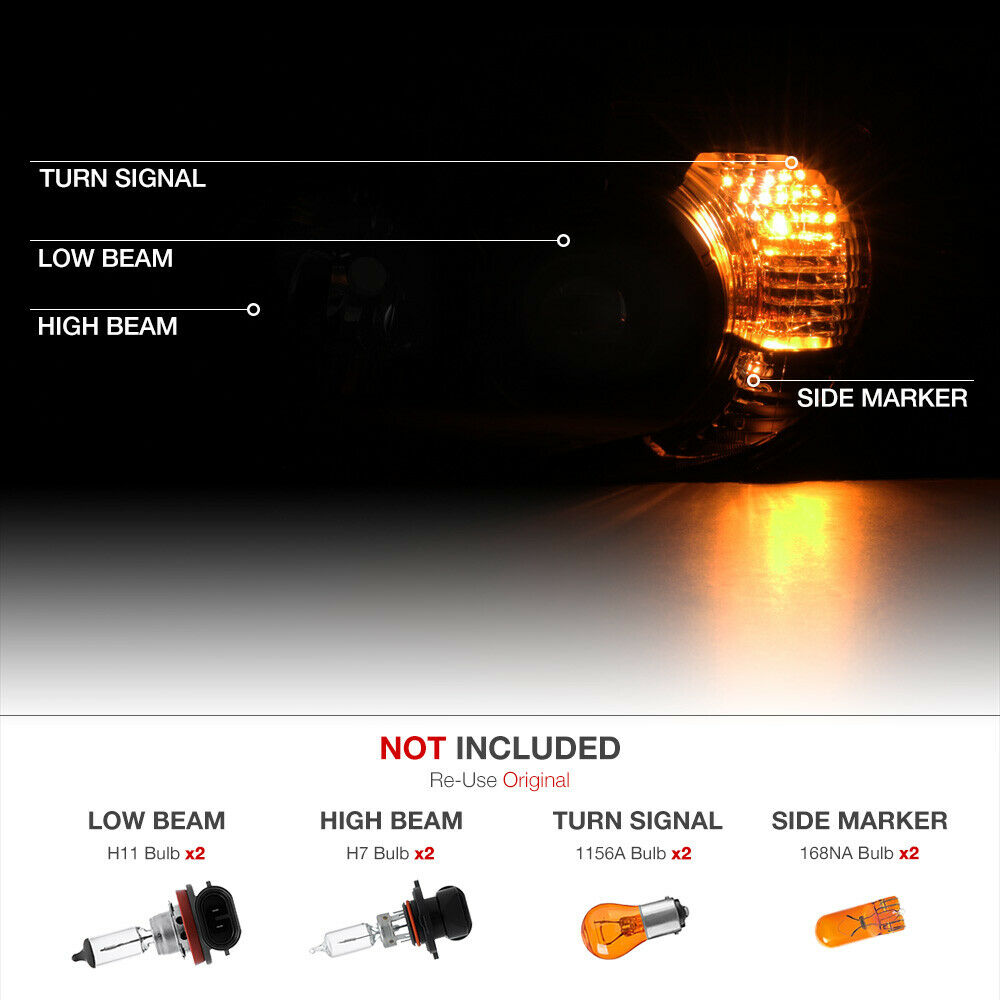 TURN SIGNAL
LOW BEAM
HIGH BEAM
SIDE MARKER
NOT INCLUDED
Re-Use Original
LOW BEAM
H11 Bulb x2
HIGH BEAM
H7 Bulb x2
TURN SIGNAL
1156A Bulb x2
SIDE MARKER
168NA Bulb x2